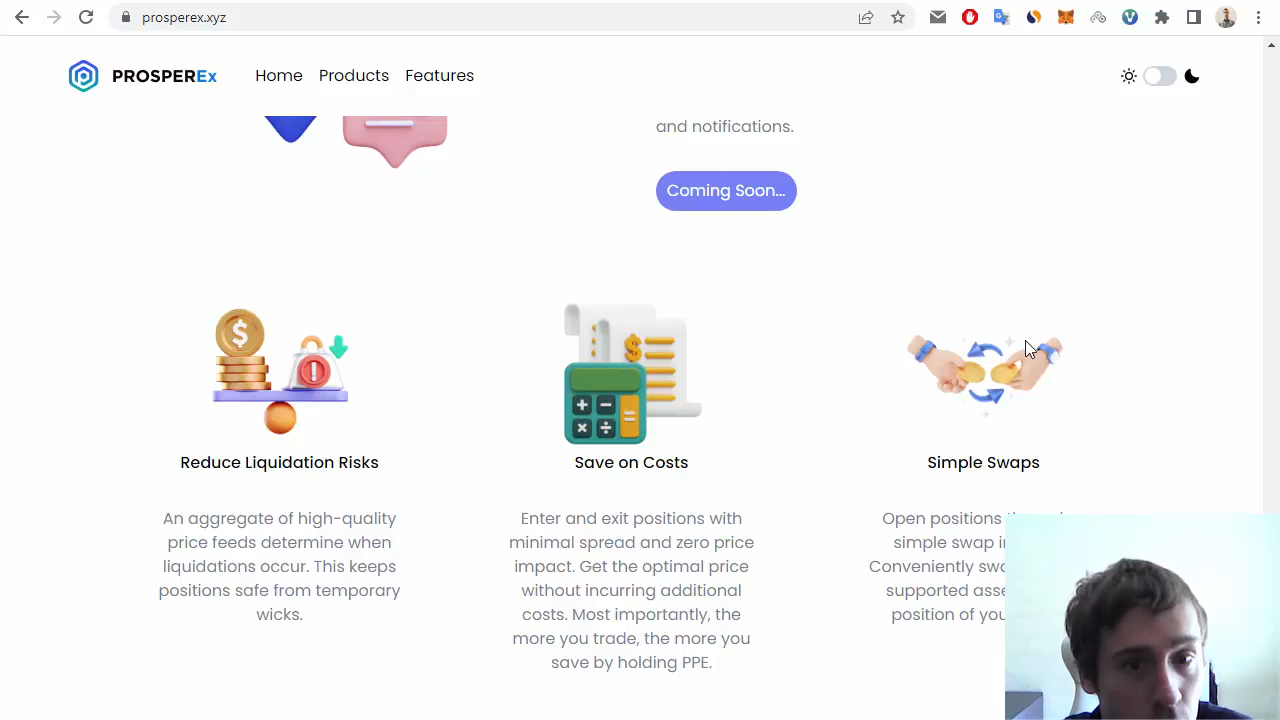 prosperex.xyz
PROSPEREx Home Products Features
and notifications.
Coming Soon...
Reduce Liquidation Risks
An aggregate of high-quality
price feeds determine when
liquidations occur. This keeps
positions safe from temporary
wicks.
Save on Costs
Enter and exit positions with
minimal spread and zero price
impact. Get the optimal price
without incurring additional
costs. Most importantly, the
more you trade, the more you
save by holding PPE.
Simple Swaps
Open positions
simple swap
Conveniently
supported
position of